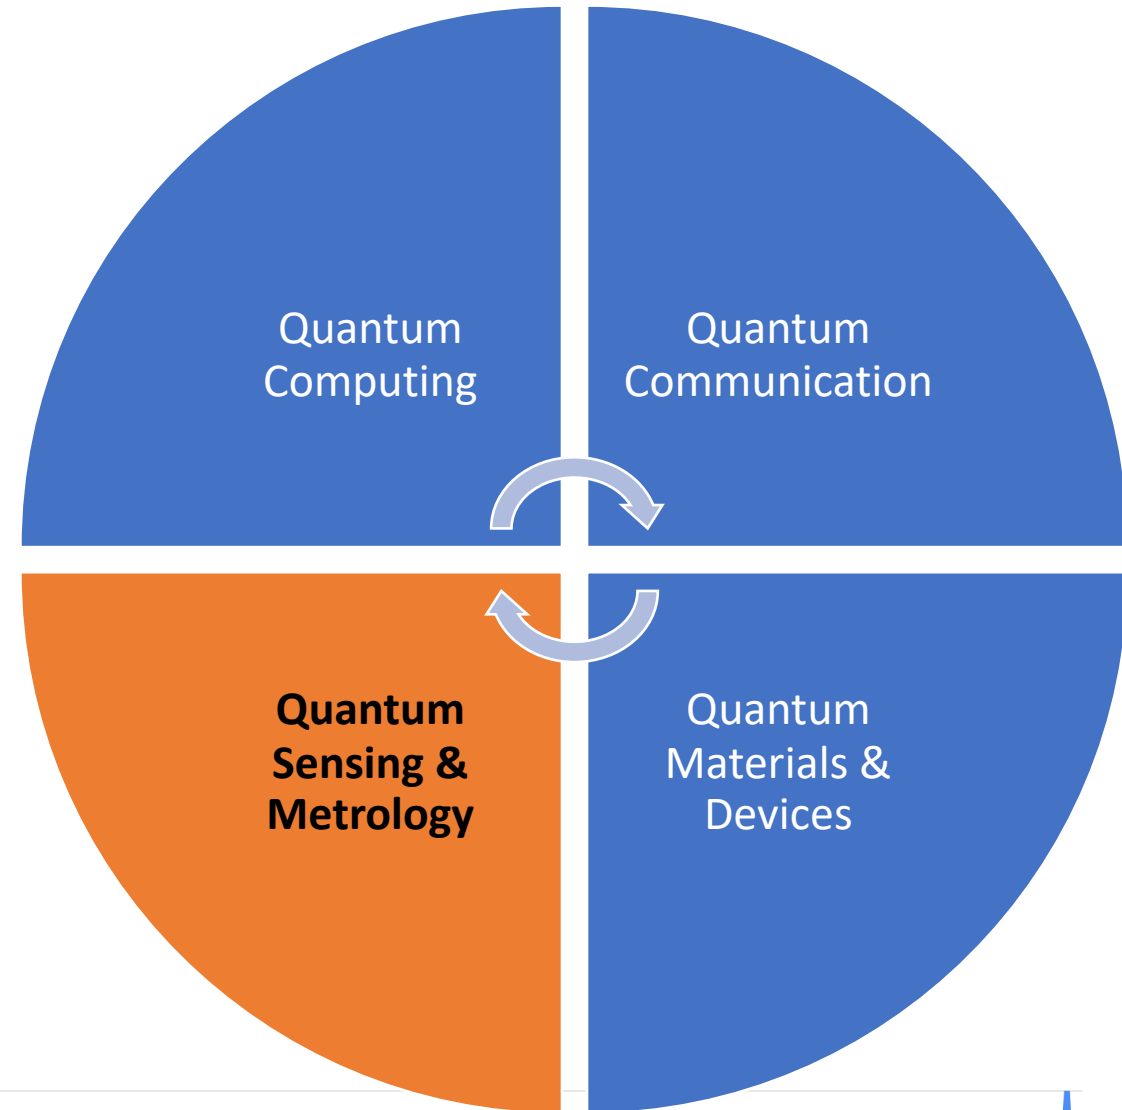 Quantum
Computing
Quantum
Communication
Quantum
Sensing &
Metrology
Quantum
Materials &
Devices